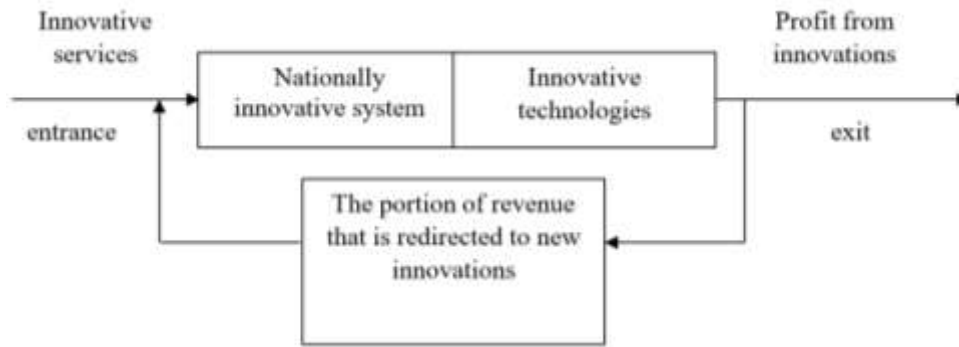 Innovative
services
entrance
Nationally
innovative system
Innovative
technologies
Profit from
innovations
exit
The portion of revenue
that is redirected to new
innovations